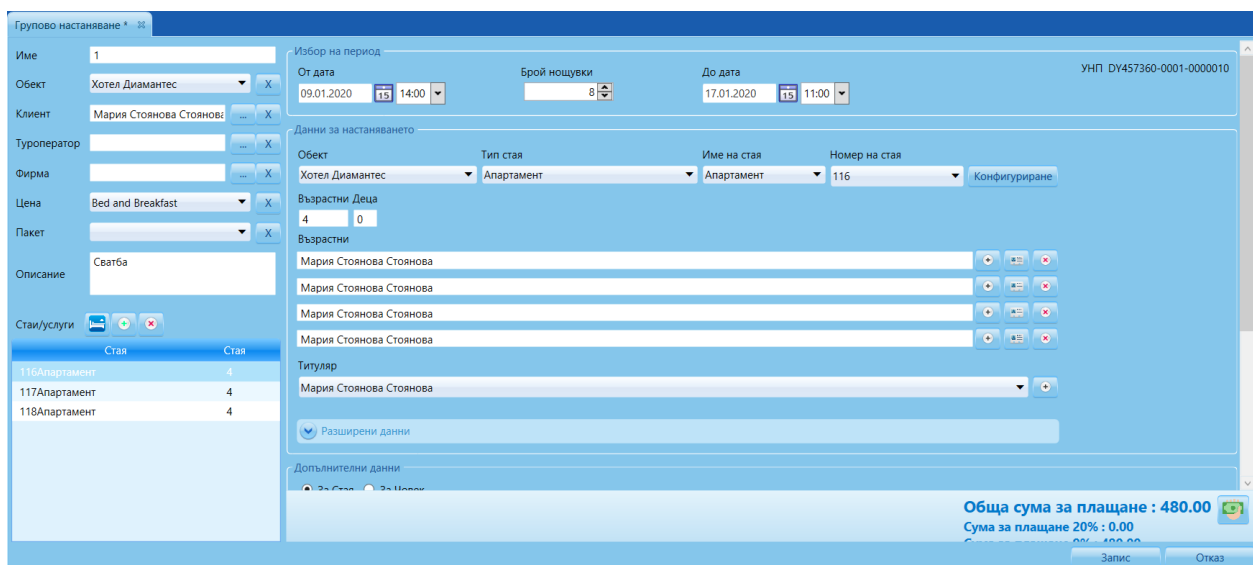 Групово настаняване *
Име 1
Обект Хотел Диамантес X
Клиент Мария Стоянова Стоянова ... X
Туроператор ... X
Фирма ... X
Цена Bed and Breakfast X
Пакет X
Описание Сватба
Стаи/услуги
Стая Стая
116Апартамент 4
117Апартамент 4
118Апартамент 4
Избор на период
УНП DY457360-0001-0000010
От дата Брой нощувки До дата
09.01.2020 15 14:00 8 17.01.2020 15 11:00
Данни за настаняването
Обект Тип стая Име на стая Номер на стая
Хотел Диамантес Апартамент Апартамент 116 Конфигуриране
Възрастни Деца
4 0
Възрастни
Мария Стоянова Стоянова
Мария Стоянова Стоянова
Мария Стоянова Стоянова
Мария Стоянова Стоянова
Титуляр
Мария Стоянова Стоянова
Разширени данни
Допълнителни данни
За Стая За Човек
Обща сума за плащане : 480.00
Сума за плащане 20% : 0.00
Запис Отказ